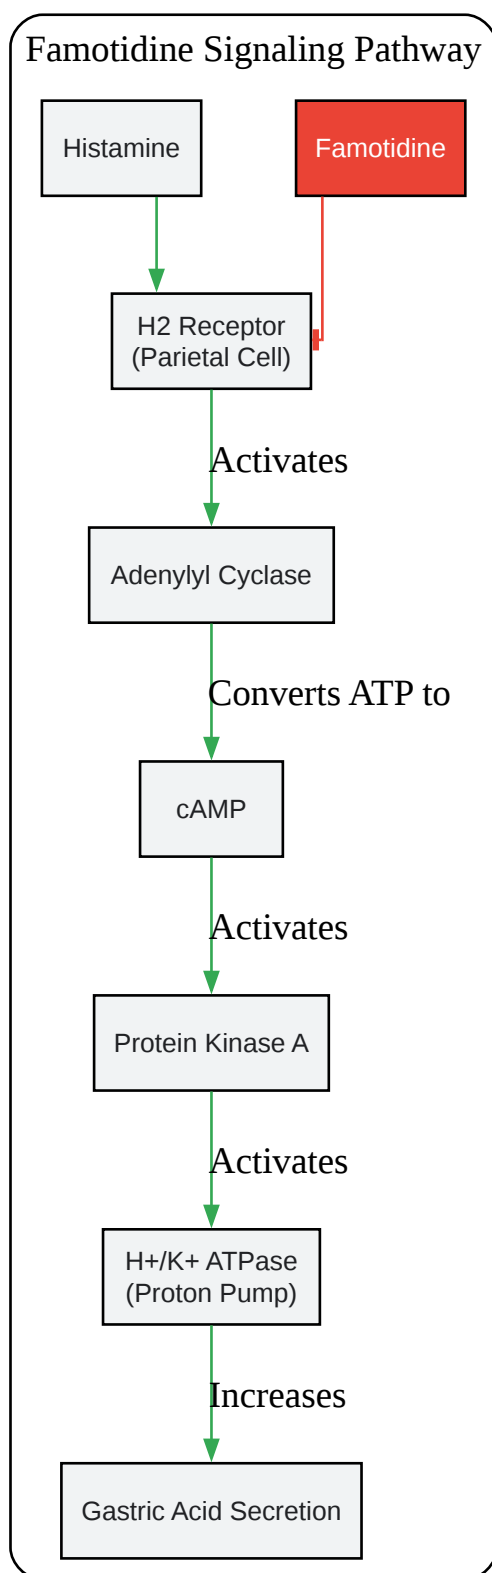 Famotidine Signaling Pathway
Histamine
Famotidine
H2 Receptor
(Parietal Cell)
Activates
Adenylyl Cyclase
Converts ATP to
cAMP
Activates
Protein Kinase A
Activates
H+/K+ ATPase
(Proton Pump)
Increases
Gastric Acid Secretion